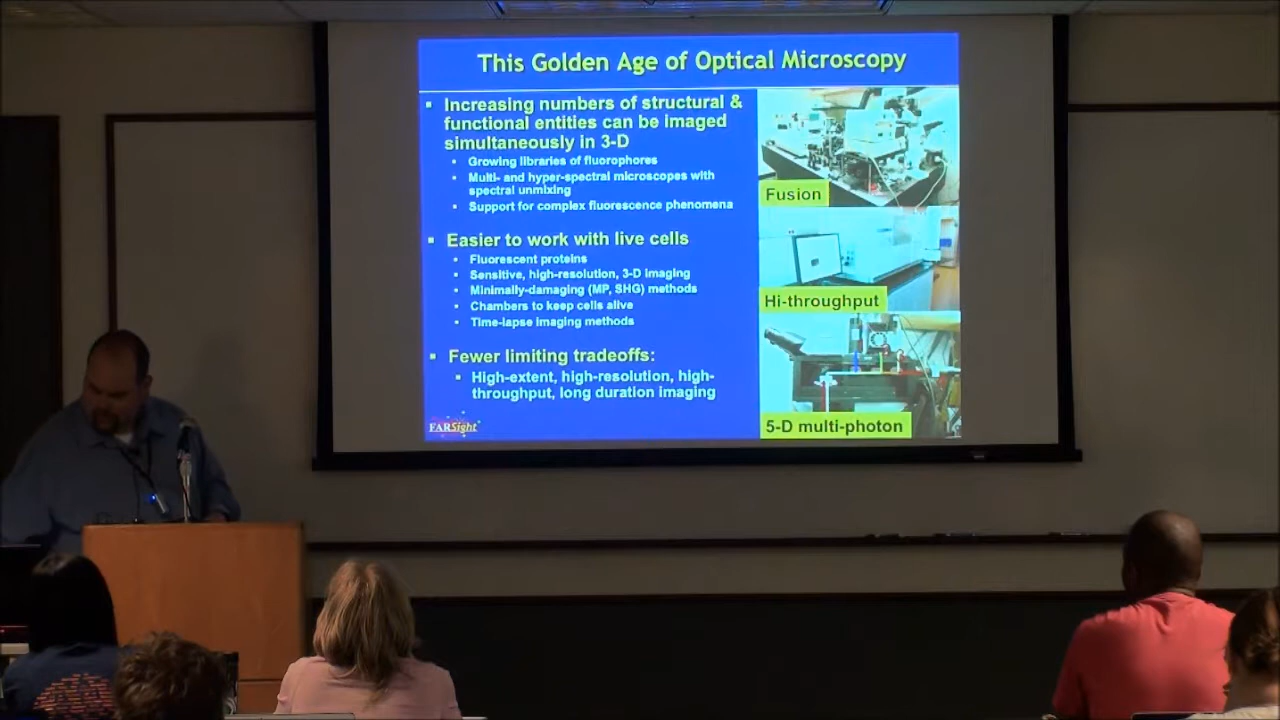 This Golden Age of Optical Microscopy
▪ Increasing numbers of structural &
functional entities can be imaged
simultaneously in 3-D
• Growing libraries of fluorophores
• Multi- and hyper-spectral microscopes with
spectral unmixing
• Support for complex fluorescence phenomena
▪ Easier to work with live cells
• Fluorescent proteins
• Sensitive, high-resolution, 3-D imaging
• Minimally-damaging (MP, SHG) methods
• Chambers to keep cells alive
• Time-lapse imaging methods
▪ Fewer limiting tradeoffs:
• High-extent, high-resolution, high-
throughput, long duration imaging
FARSight
Fusion
Hi-throughput
5-D multi-photon